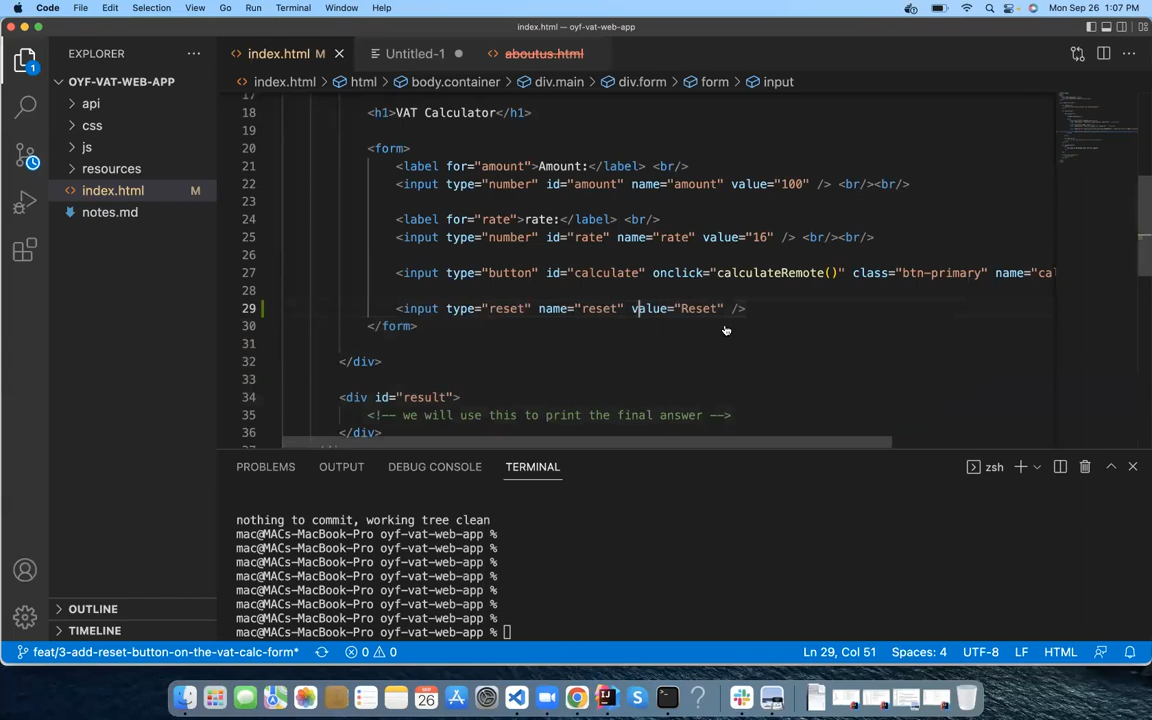 Code File Edit Selection View Go Run Terminal Window Help Mon Sep 26 1:07 PM
index.html — oyf-vat-web-app
EXPLORER ···
index.html M
Untitled-1
aboutus.html
OYF-VAT-WEB-APP
index.html > html > body.container > div.main > div.form > form > input
api
css
js
resources
index.html M
notes.md
1
17
18 <h1>VAT Calculator</h1>
19
20 <form>
21 <label for="amount">Amount:</label> <br/>
22 <input type="number" id="amount" name="amount" value="100" /> <br/><br/>
23
24 <label for="rate">rate:</label> <br/>
25 <input type="number" id="rate" name="rate" value="16" /> <br/><br/>
26
27 <input type="button" id="calculate" onclick="calculateRemote()" class="btn-primary" name="cal
28
29 <input type="reset" name="reset" value="Reset" />
30 </form>
31
32 </div>
33
34 <div id="result">
35 <!-- we will use this to print the final answer -->
36 </div>
PROBLEMS OUTPUT DEBUG CONSOLE TERMINAL zsh
nothing to commit, working tree clean
mac@MACs-MacBook-Pro oyf-vat-web-app %
mac@MACs-MacBook-Pro oyf-vat-web-app %
mac@MACs-MacBook-Pro oyf-vat-web-app %
mac@MACs-MacBook-Pro oyf-vat-web-app %
mac@MACs-MacBook-Pro oyf-vat-web-app %
mac@MACs-MacBook-Pro oyf-vat-web-app %
mac@MACs-MacBook-Pro oyf-vat-web-app %
mac@MACs-MacBook-Pro oyf-vat-web-app %
OUTLINE
TIMELINE
feat/3-add-reset-button-on-the-vat-calc-form* 0 0 Ln 29, Col 51 Spaces: 4 UTF-8 LF HTML
SEP
26